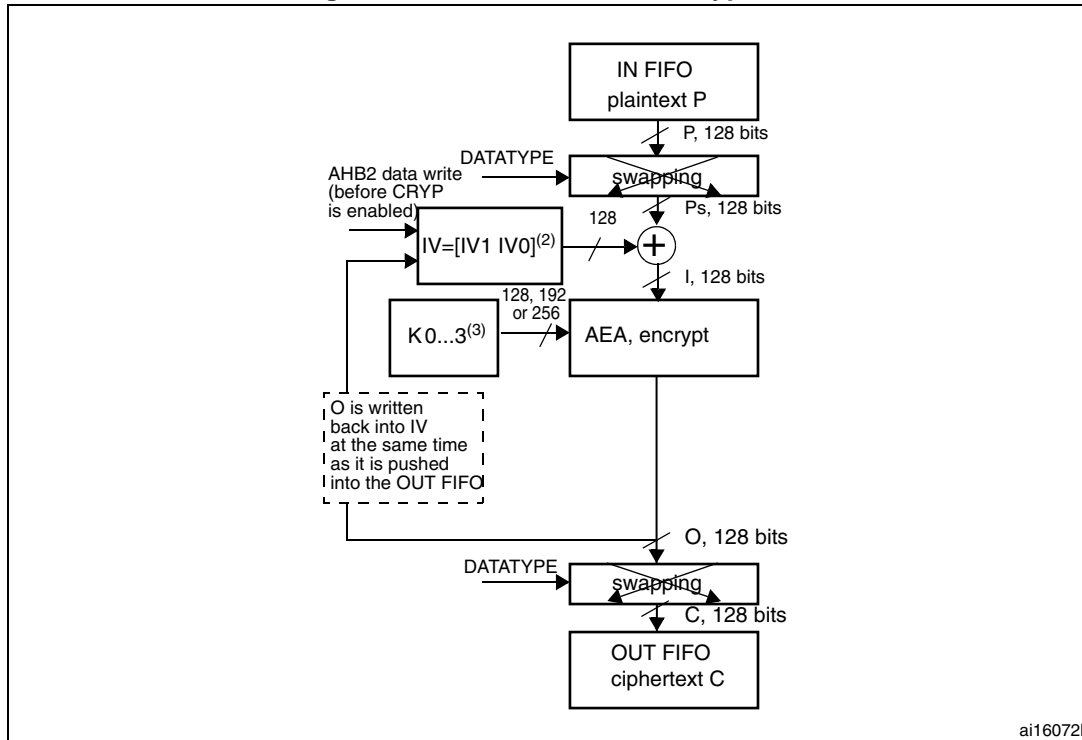 IN FIFO
plaintext P
P, 128 bits
DATATYPE
swapping
AHB2 data write
(before CRYP
is enabled)
Ps, 128 bits
128
IV=[IV1 IV0](2)
+
I, 128 bits
128, 192
or 256
K0...3(3)
AEA, encrypt
O is written
back into IV
at the same time
as it is pushed
into the OUT FIFO
O, 128 bits
DATATYPE
swapping
C, 128 bits
OUT FIFO
ciphertext C